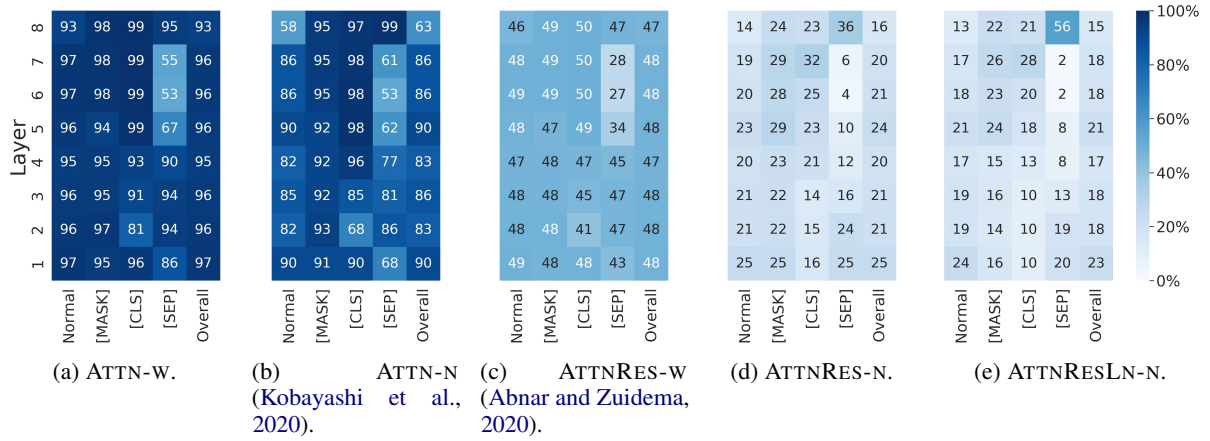 Layer
8 93 98 99 95 93
7 97 98 99 55 96
6 97 98 99 53 96
5 96 94 99 67 96
4 95 95 93 90 95
3 96 95 91 94 96
2 96 97 81 94 96
1 97 95 96 86 97
Normal [MASK] [CLS] [SEP] Overall
(a) ATTN-W.
58 95 97 99 63
86 95 98 61 86
86 95 98 53 86
90 92 98 62 90
82 92 96 77 83
85 92 85 81 86
82 93 68 86 83
90 91 90 68 90
Normal [MASK] [CLS] [SEP] Overall
(b) ATTN-N
(Kobayashi et al.,
2020).
46 49 50 47 47
48 49 50 28 48
49 49 50 27 48
48 47 49 34 48
47 48 47 45 47
48 48 45 47 48
48 48 41 47 48
49 48 48 43 48
Normal [MASK] [CLS] [SEP] Overall
(c) ATTNRES-W
(Abnar and Zuidema,
2020).
14 24 23 36 16
19 29 32 6 20
20 28 25 4 21
23 29 23 10 24
20 23 21 12 20
21 22 14 16 21
21 22 15 24 21
25 25 16 25 25
Normal [MASK] [CLS] [SEP] Overall
(d) ATTNRES-N.
13 22 21 56 15
17 26 28 2 18
18 23 20 2 18
21 24 18 8 21
17 15 13 8 17
19 16 10 13 18
19 14 10 19 18
24 16 10 20 23
Normal [MASK] [CLS] [SEP] Overall
(e) ATTNRESLN-N.
100%
80%
60%
40%
20%
0%